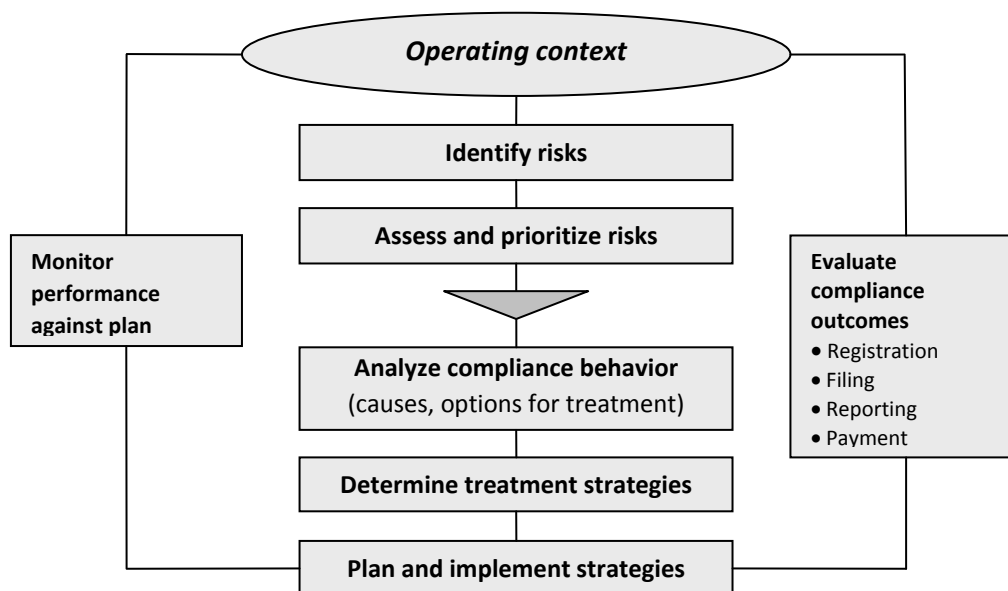 Operating context
Identify risks
Assess and prioritize risks
Monitor
performance
against plan
Evaluate
compliance
outcomes
• Registration
• Filing
• Reporting
• Payment
Analyze compliance behavior
(causes, options for treatment)
Determine treatment strategies
Plan and implement strategies